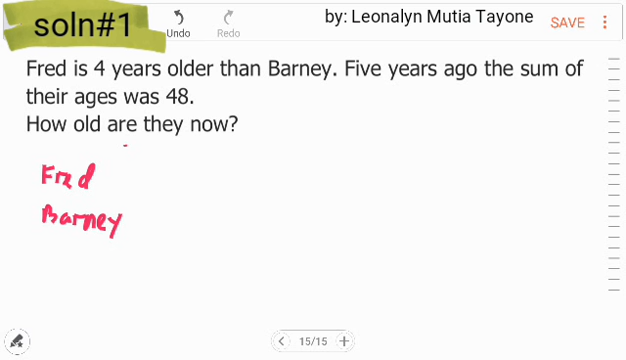 soln#1
Undo
Redo
by: Leonalyn Mutia Tayone
SAVE
Fred is 4 years older than Barney. Five years ago the sum of
their ages was 48.
How old are they now?
Fred
Barney
15/15